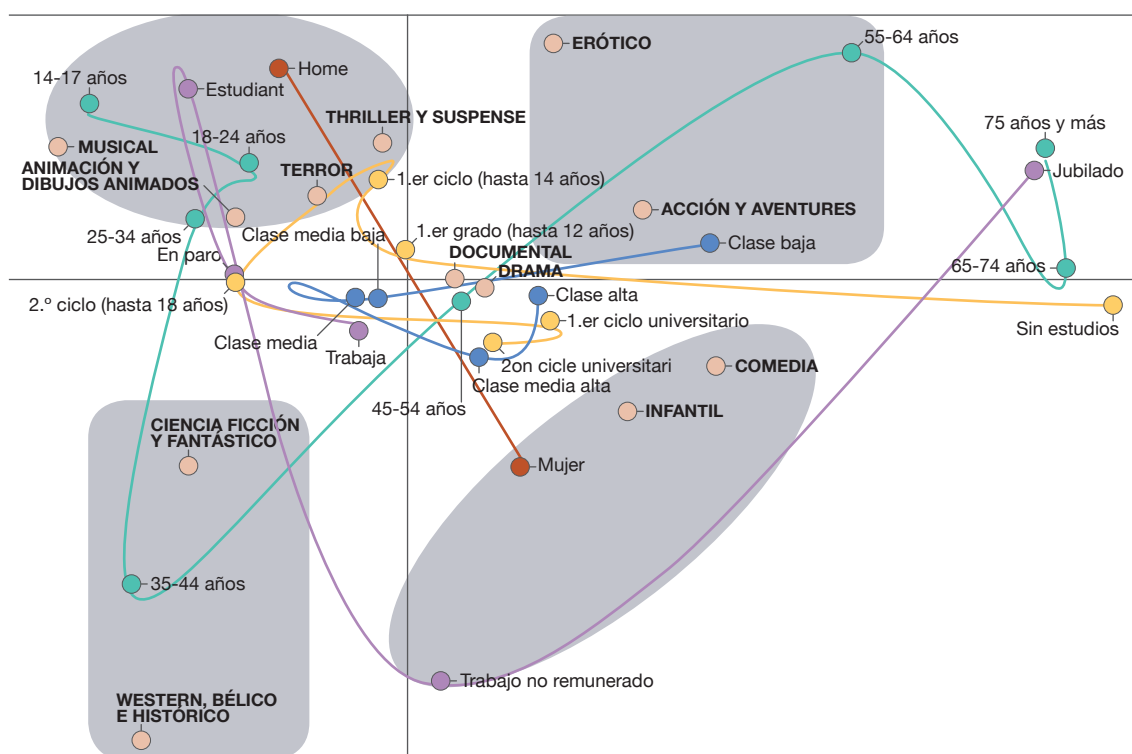 55-64 años
ERÓTICO
Home
14-17 años
Estudiant
THRILLER Y SUSPENSE
75 años y más
18-24 años
MUSICAL
ANIMACIÓN Y
DIBUJOS ANIMADOS
TERROR
1.er ciclo (hasta 14 años)
Jubilado
ACCIÓN Y AVENTURES
25-34 años
Clase media baja
1.er grado (hasta 12 años)
Clase baja
En paro
DOCUMENTAL
DRAMA
65-74 años
2.º ciclo (hasta 18 años)
Clase alta
1.er ciclo universitario
Sin estudios
Clase media
Trabaja
2on cicle universitari
COMEDIA
Clase media alta
45-54 años
INFANTIL
CIENCIA FICCIÓN
Y FANTÁSTICO
Mujer
35-44 años
Trabajo no remunerado
WESTERN, BÉLICO
E HISTÓRICO